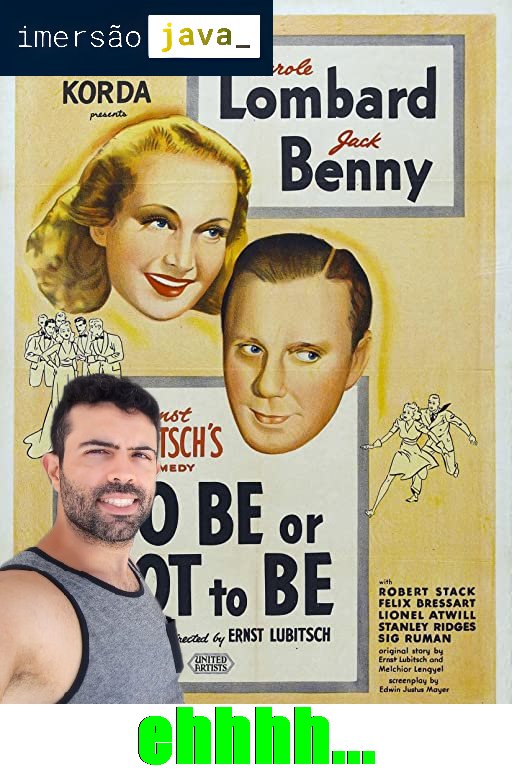 imersão java_
KORDA
presents
Lombard
Jack
Benny
TSCH'S
MEDY
O BE or
OT to BE
ected by ERNST LUBITSCH
UNITED
ARTISTS
with
ROBERT STACK
FELIX BRESSART
LIONEL ATWILL
STANLEY RIDGES
SIG RUMAN
original story by
Ernst Lubitsch and
Melchior Lengyel
screenplay by
Edwin Justus Mayer
ehhhh...